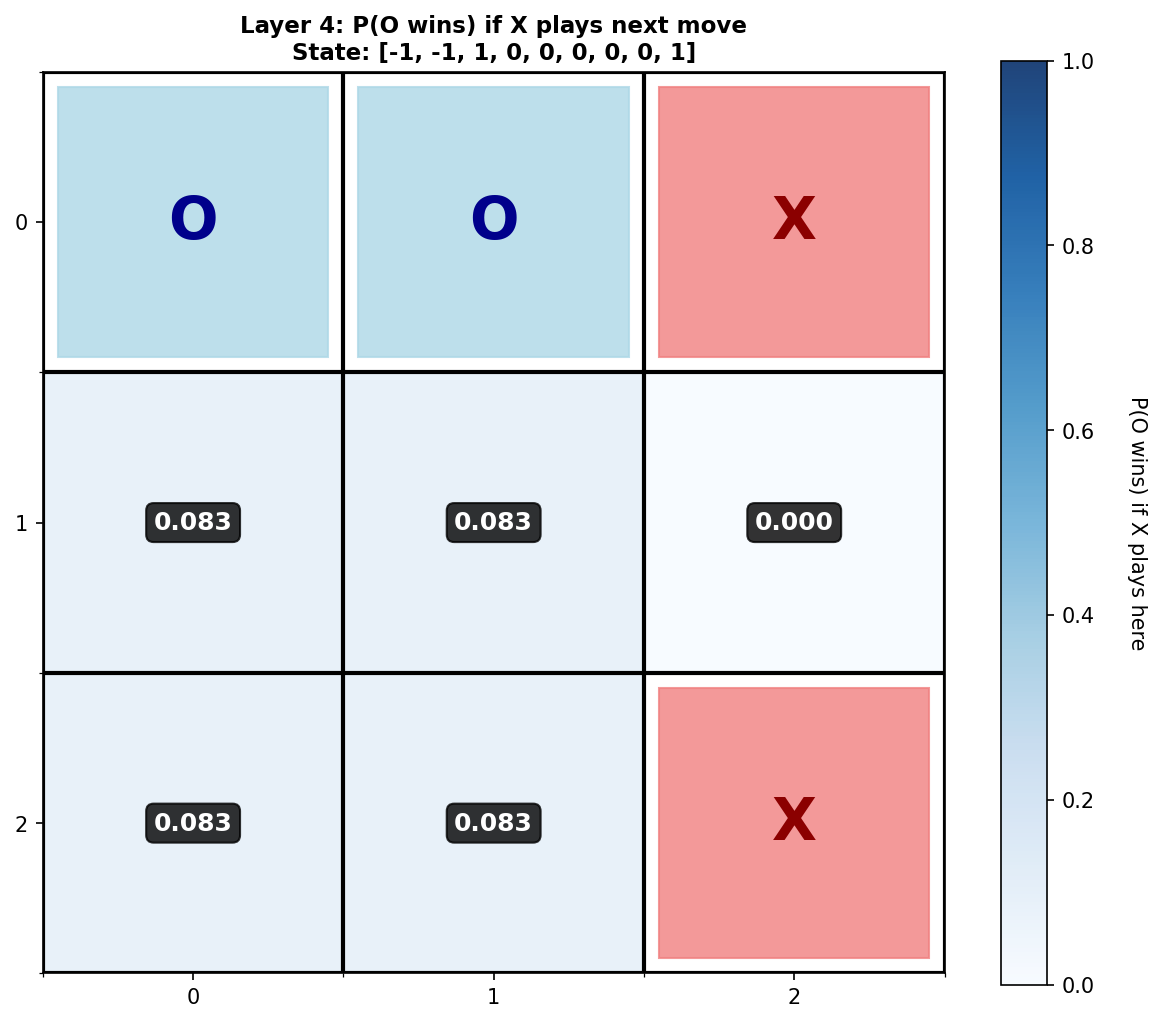 Layer 4: P(O wins) if X plays next move
State: [-1, -1, 1, 0, 0, 0, 0, 0, 1]
1.0
0 O O X
0.8
0.6
P(O wins) if X plays here
1 0.083 0.083 0.000
0.4
0.2
2 0.083 0.083 X
0.0
0 1 2